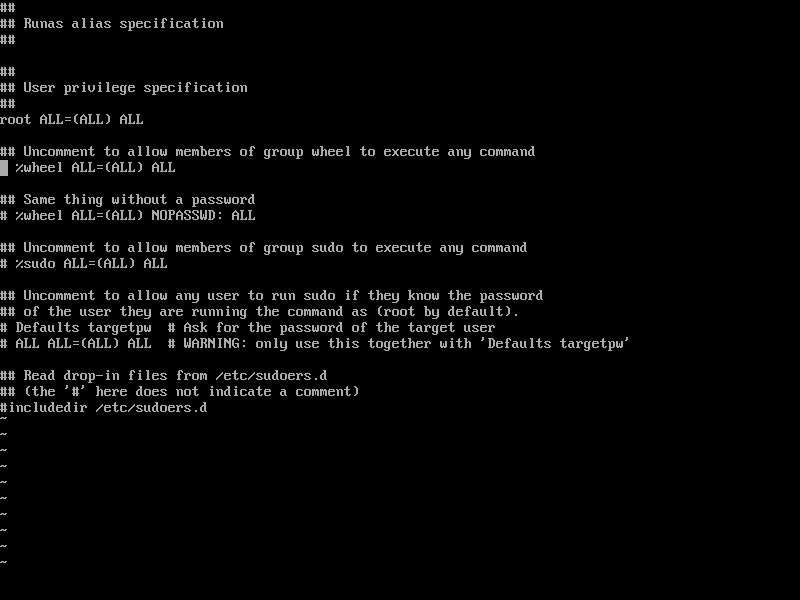 ##
## Runas alias specification
##

##
## User privilege specification
##
root ALL=(ALL) ALL

## Uncomment to allow members of group wheel to execute any command
 %wheel ALL=(ALL) ALL

## Same thing without a password
# %wheel ALL=(ALL) NOPASSWD: ALL

## Uncomment to allow members of group sudo to execute any command
# %sudo ALL=(ALL) ALL

## Uncomment to allow any user to run sudo if they know the password
## of the user they are running the command as (root by default).
# Defaults targetpw  # Ask for the password of the target user
# ALL ALL=(ALL) ALL  # WARNING: only use this together with 'Defaults targetpw'

## Read drop-in files from /etc/sudoers.d
## (the '#' here does not indicate a comment)
#includedir /etc/sudoers.d
~
~
~
~
~
~
~
~
~
~